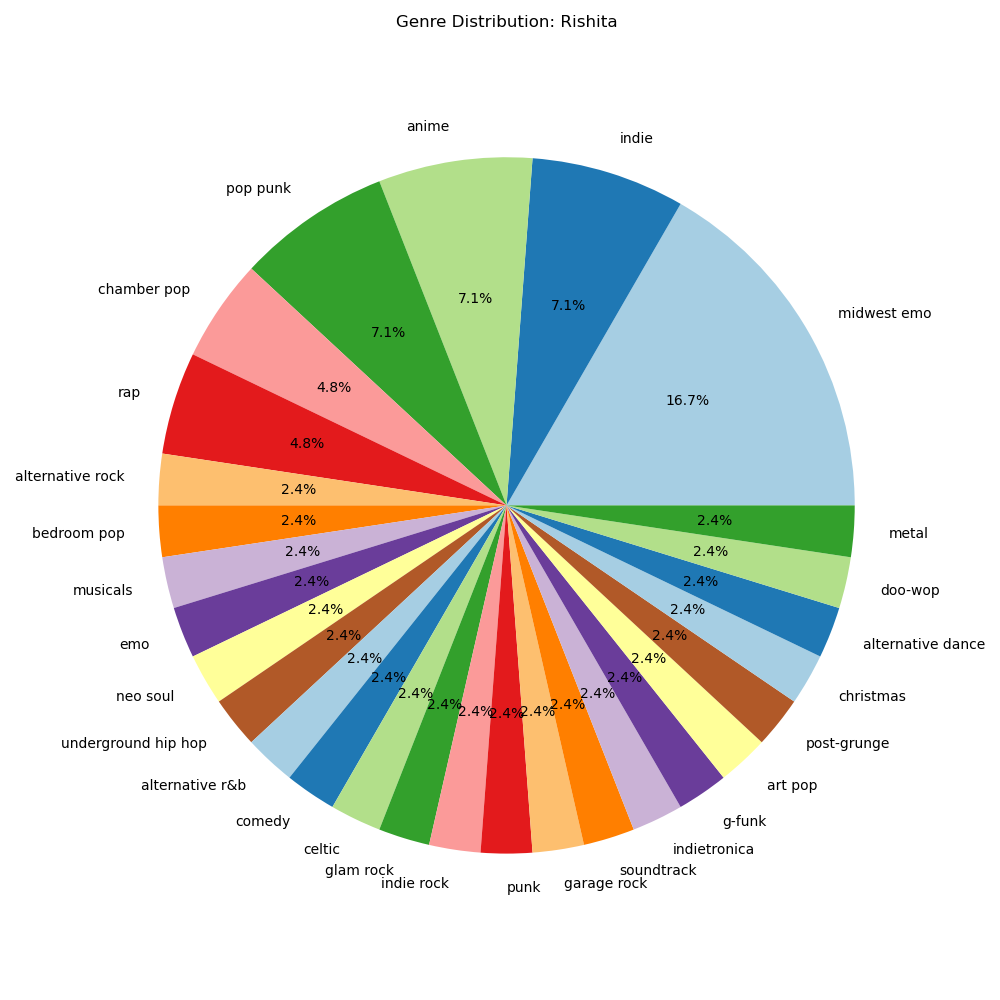 Genre Distribution: Rishita
anime
indie
pop punk
chamber pop
midwest emo
7.1%
7.1%
7.1%
4.8%
rap
16.7%
4.8%
alternative rock
2.4%
bedroom pop
2.4%
2.4%
metal
musicals
2.4%
2.4%
doo-wop
emo
2.4%
2.4%
alternative dance
neo soul
2.4%
2.4%
christmas
underground hip hop
2.4%
2.4%
post-grunge
alternative r&b
2.4%
2.4%
art pop
comedy
2.4%
2.4%
g-funk
celtic
2.4%
2.4%
indietronica
glam rock
2.4%
2.4%
soundtrack
indie rock
2.4%
2.4%
2.4%
punk
garage rock